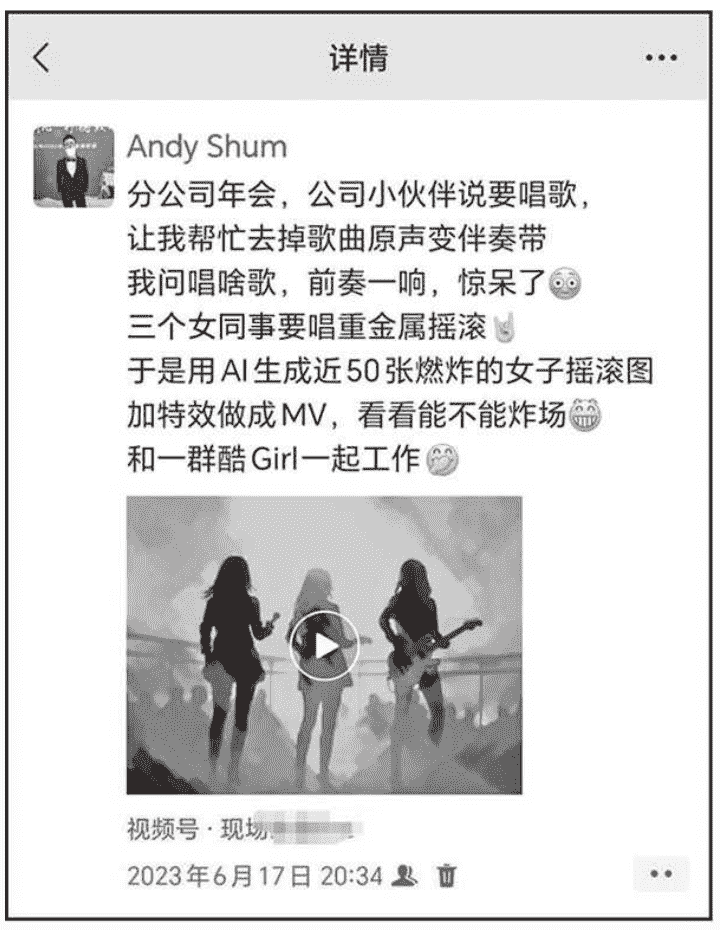 详情
Andy Shum
分公司年会，公司小伙伴说要唱歌，
让我帮忙去掉歌曲原声变伴奏带
我问唱啥歌，前奏一响，惊呆了😳
三个女同事要唱重金属摇滚🤘
于是用AI生成近50张燃炸的女子摇滚图
加特效做成MV，看看能不能炸场😁
和一群酷Girl一起工作🤭
视频号·现场
2023年6月17日 20:34